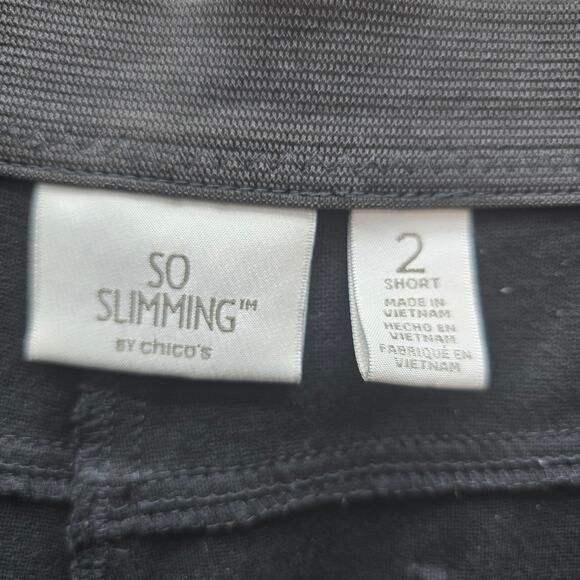 SO
SLIMMING™
BY chico's
2
SHORT
MADE IN
VIETNAM
HECHO EN
VIETNAM
FABRIQUÉ EN
VIETNAM